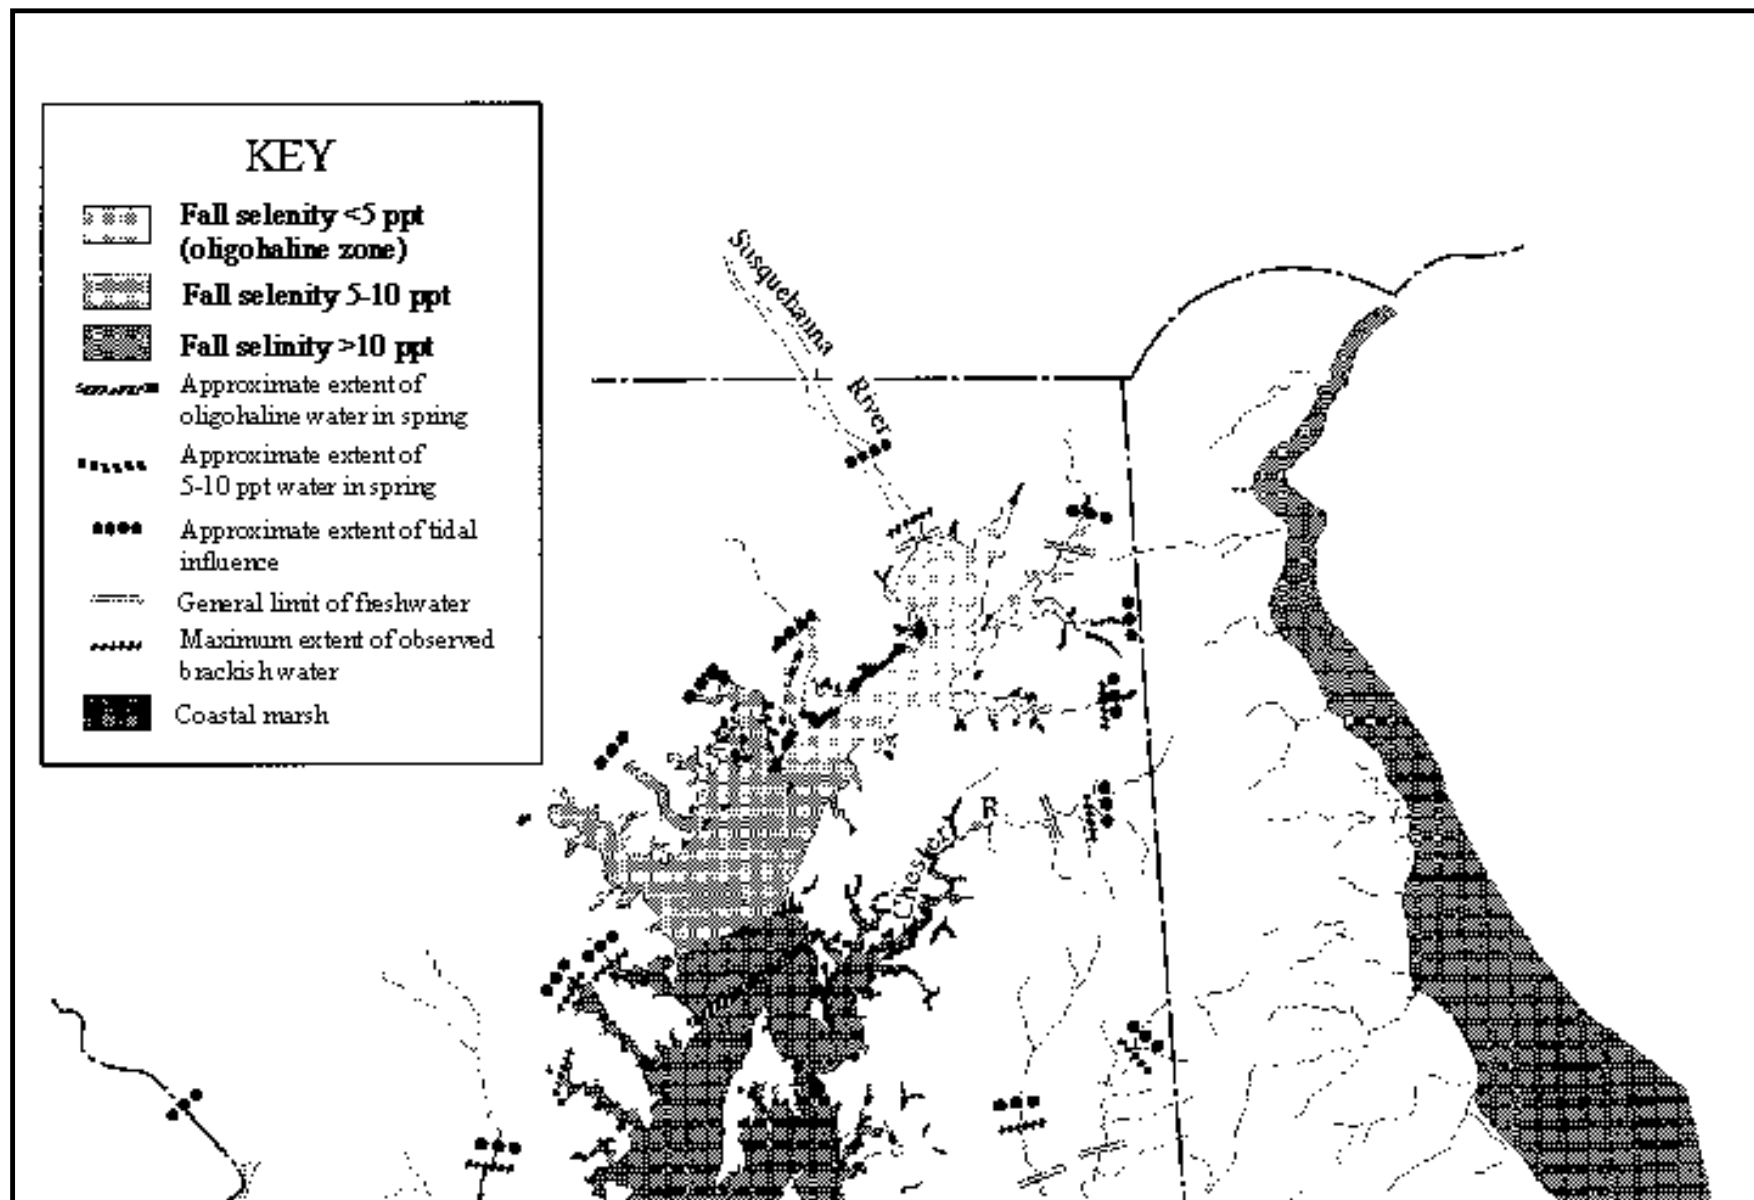 KEY
Fall selenity <5 ppt
(oligohaline zone)
Fall selenity 5-10 ppt
Fall selinity >10 ppt
Approximate extent of
oligohaline water in spring
Approximate extent of
5-10 ppt water in spring
Approximate extent of tidal
influence
General limit of freshwater
Maximum extent of observed
brackish water
Coastal marsh
Susquehanna
River
Chester
R